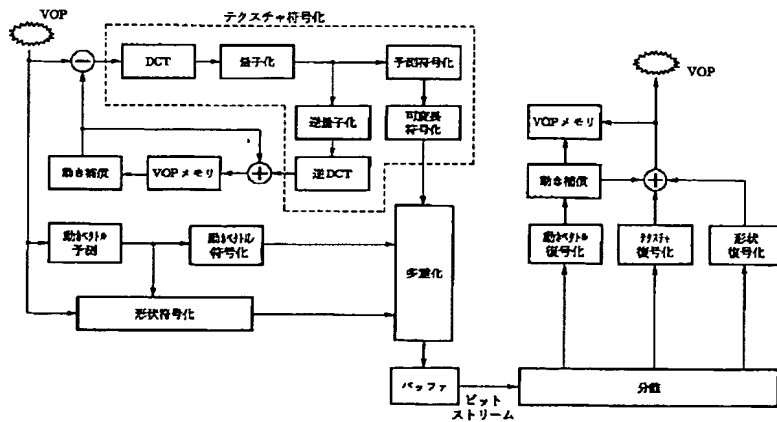 テクスチャ符号化
VOP
DCT
量子化
予測符号化
逆量子化
可変長
符号化
動き補償
VOPメモリ
逆DCT
動きベクトル
予測
動きベクトル
符号化
形状符号化
多重化
バッファ
ビット
ストリーム
VOP
VOPメモリ
動き補償
動きベクトル
復号化
テクスチャ
復号化
形状
復号化
分離